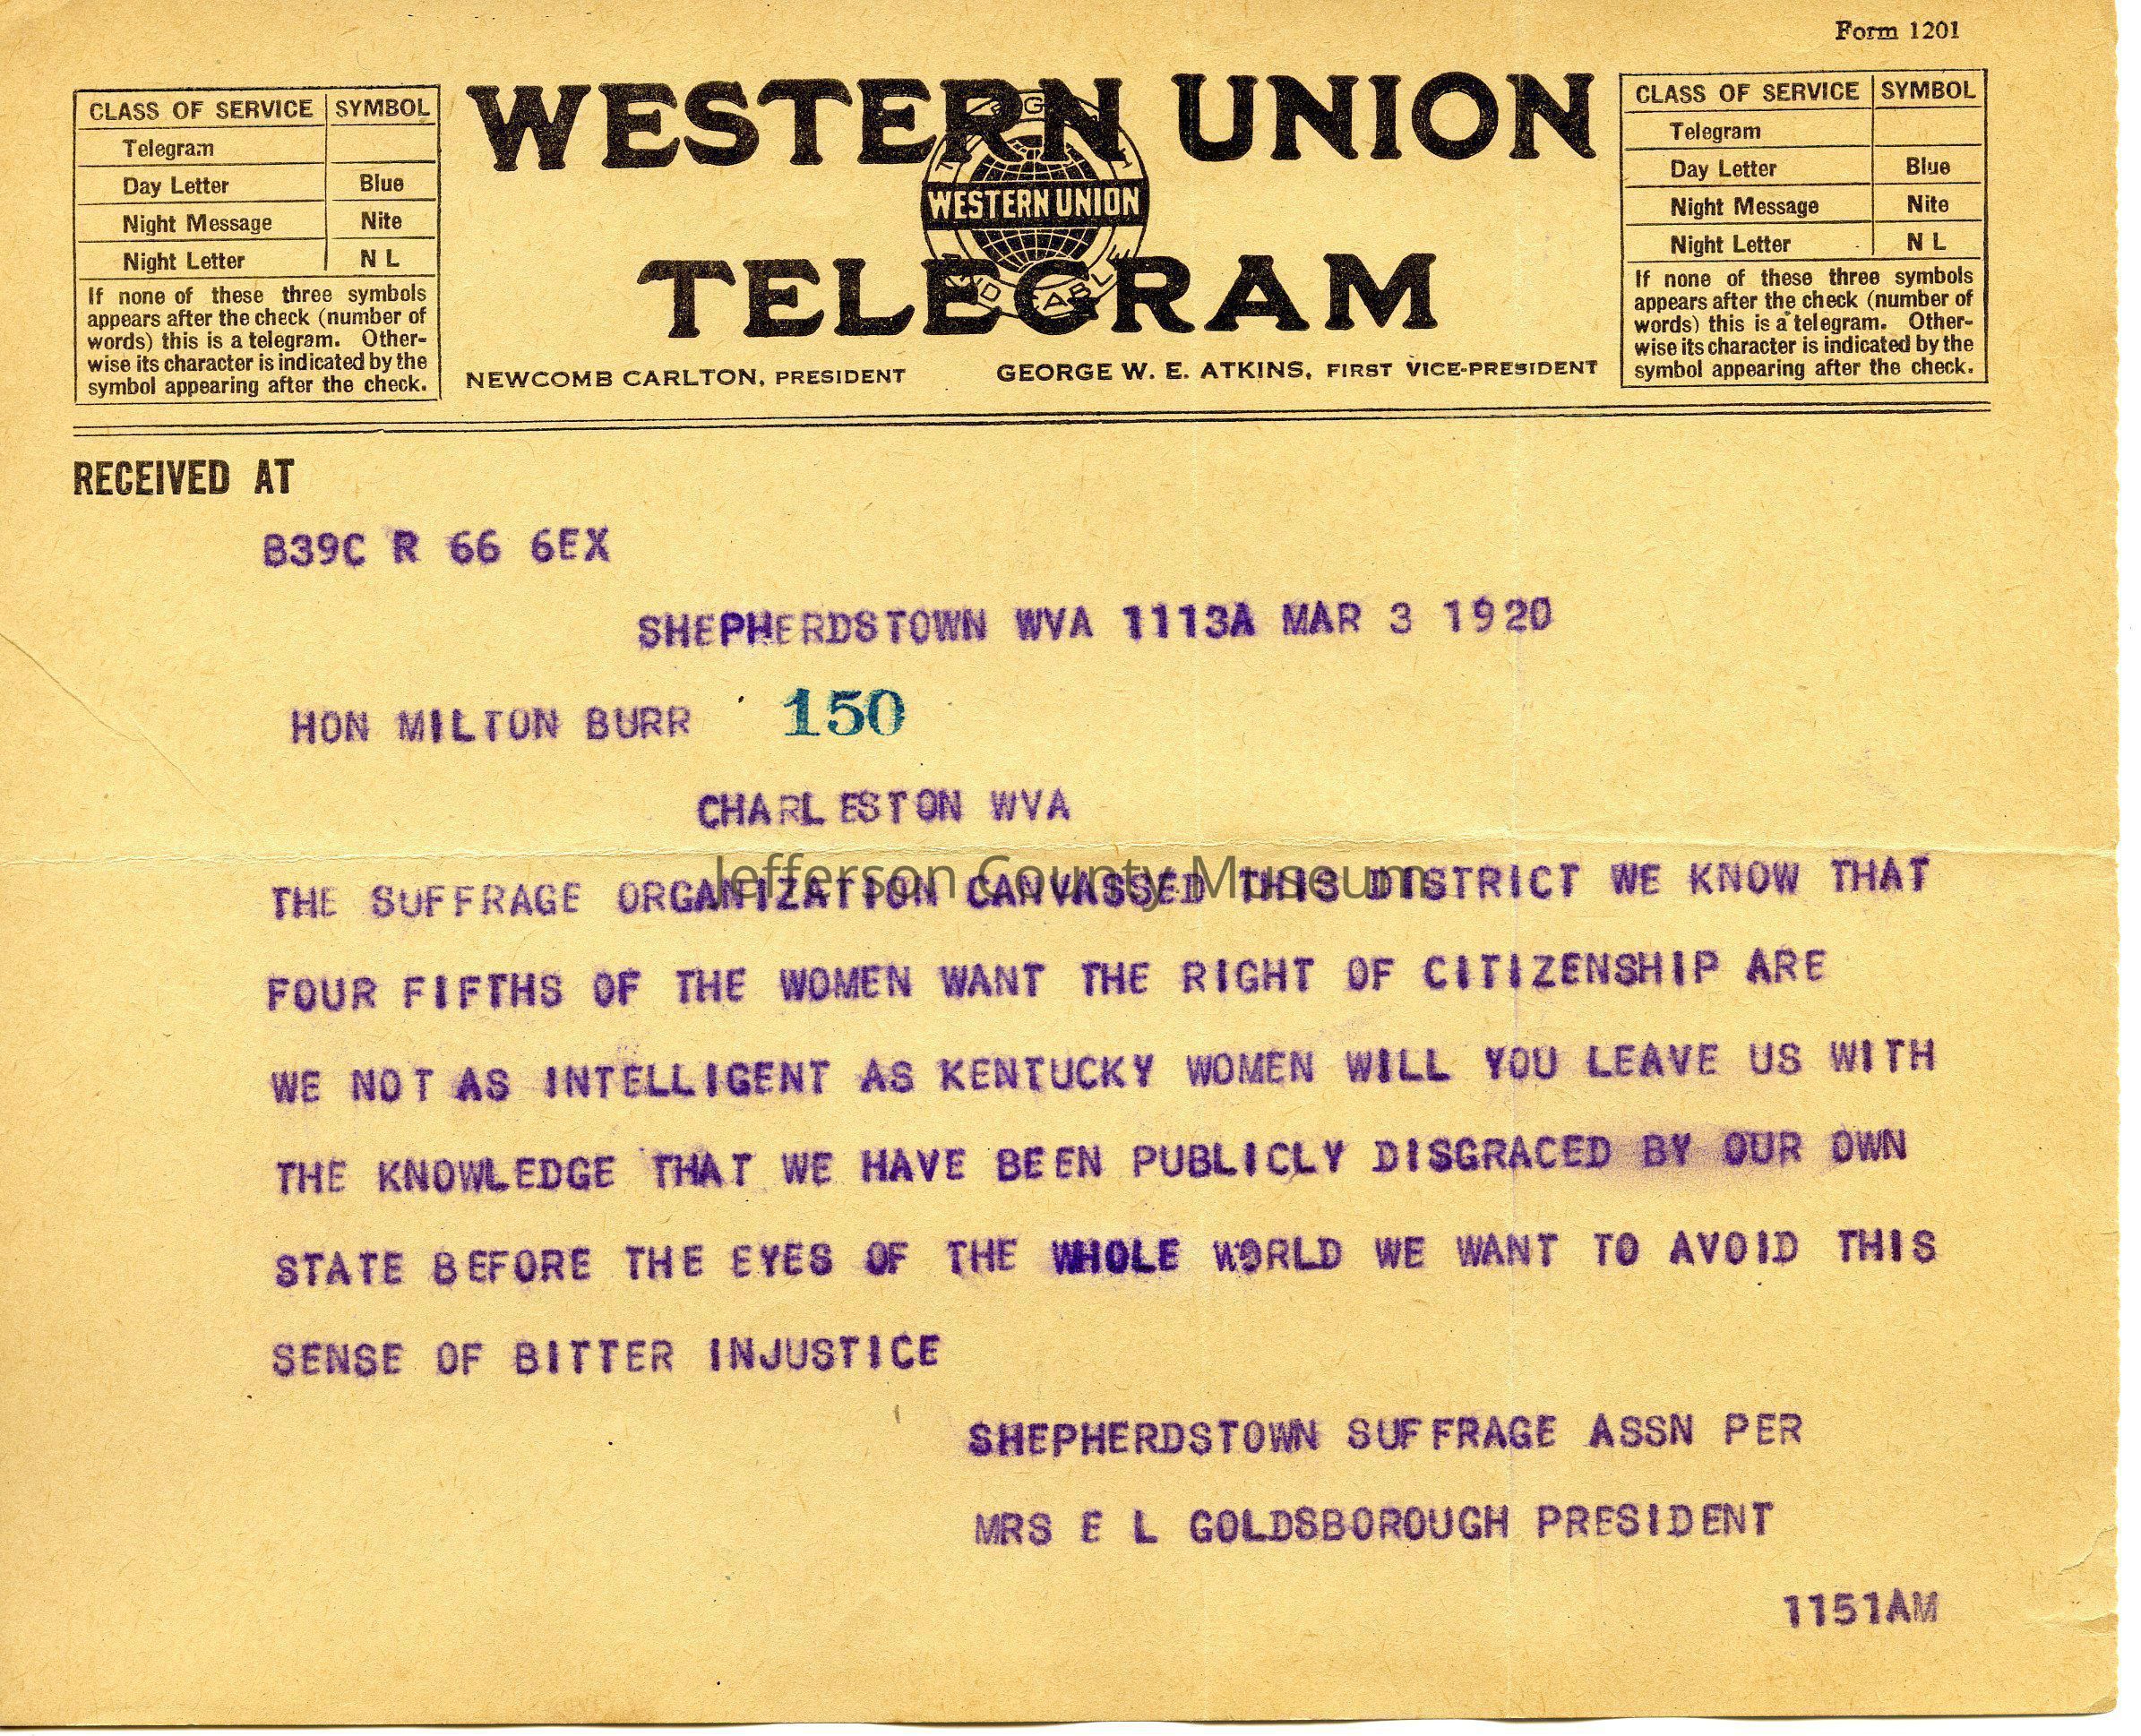 Form 1201
CLASS OF SERVICE SYMBOL
Telegram
Day Letter Blue
Night Message Nite
Night Letter N L
If none of these three symbols
appears after the check (number of
words) this is a telegram. Other-
wise its character is indicated by the
symbol appearing after the check.
WESTERN UNION
WESTERN UNION
TELEGRAM
NEWCOMB CARLTON, PRESIDENT
GEORGE W. E. ATKINS, FIRST VICE-PRESIDENT
CLASS OF SERVICE SYMBOL
Telegram
Day Letter Blue
Night Message Nite
Night Letter N L
If none of these three symbols
appears after the check (number of
words) this is a telegram. Other-
wise its character is indicated by the
symbol appearing after the check.
RECEIVED AT
B39C R 66 6EX
SHEPHERDSTOWN WVA 1113A MAR 3 1920
HON MILTON BURR 150
CHARLESTON WVA
Jefferson County Museum
THE SUFFRAGE ORGANIZATION CANVASSED THIS DISTRICT WE KNOW THAT
FOUR FIFTHS OF THE WOMEN WANT THE RIGHT OF CITIZENSHIP ARE
WE NOT AS INTELLIGENT AS KENTUCKY WOMEN WILL YOU LEAVE US WITH
THE KNOWLEDGE THAT WE HAVE BEEN PUBLICLY DISGRACED BY OUR OWN
STATE BEFORE THE EYES OF THE WHOLE WORLD WE WANT TO AVOID THIS
SENSE OF BITTER INJUSTICE
SHEPHERDSTOWN SUFFRAGE ASSN PER
MRS E L GOLDSBOROUGH PRESIDENT
1151AM